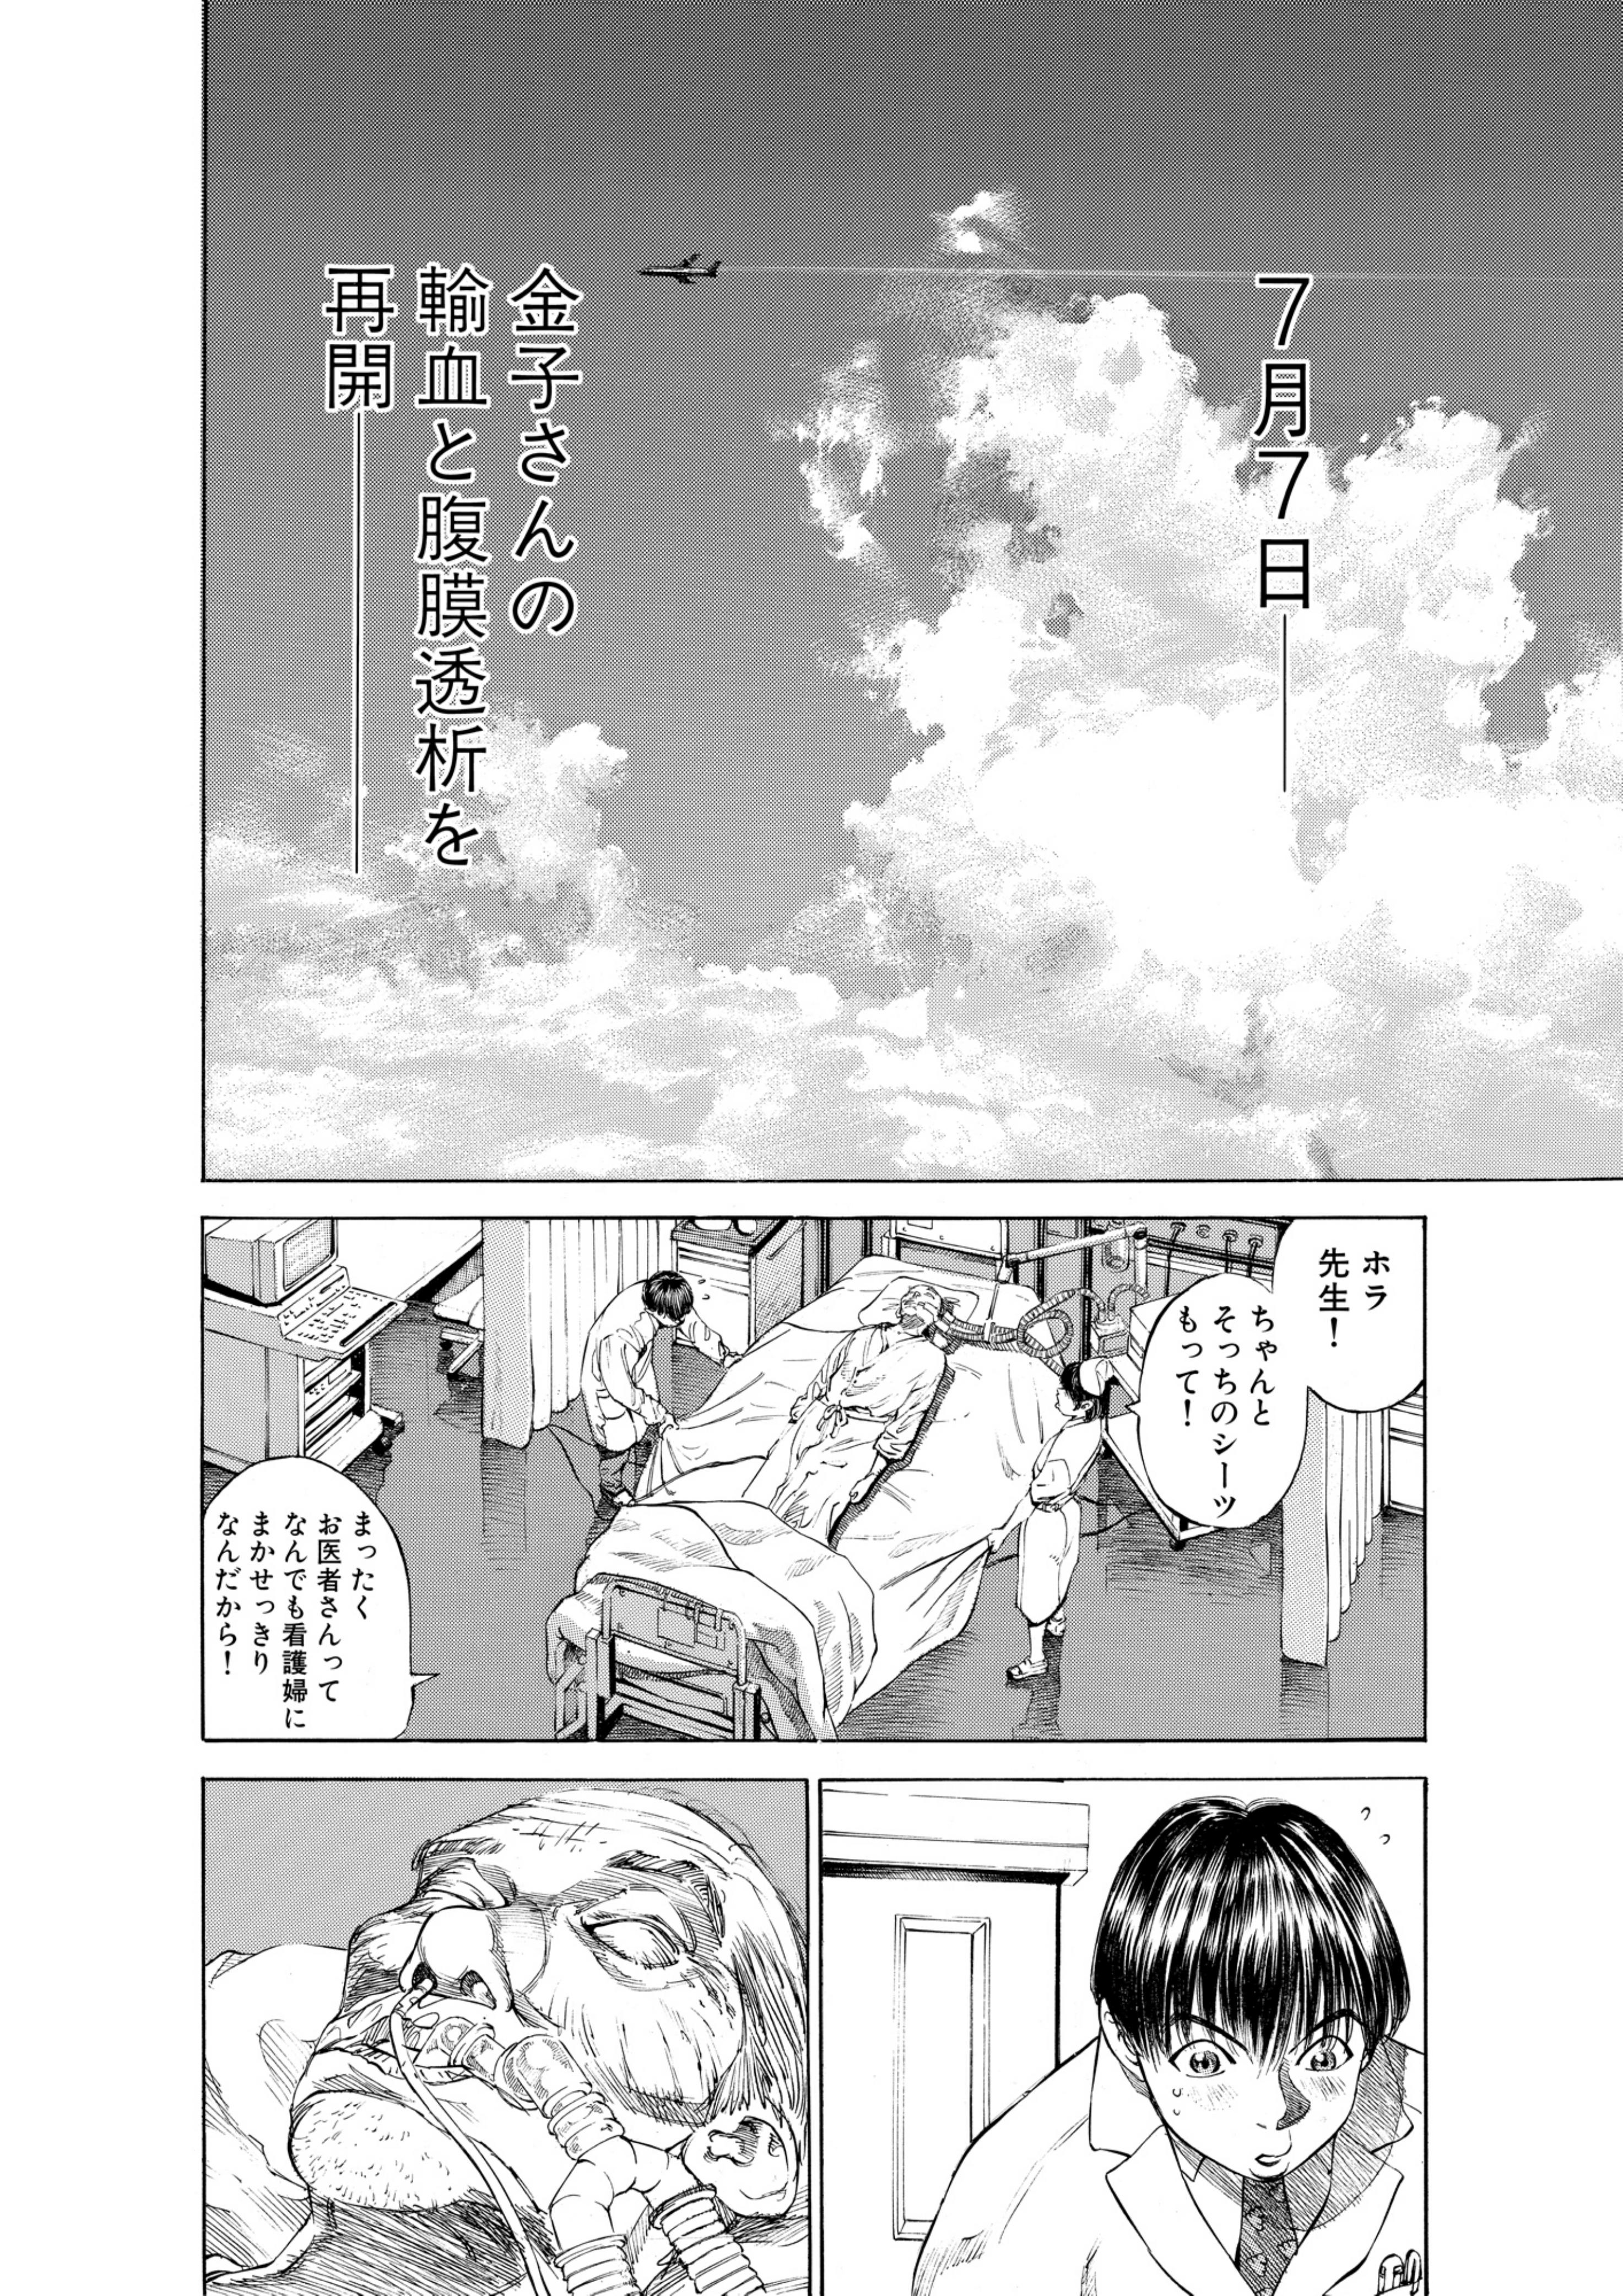 7月7日——
金子さんの
輸血と腹膜透析を
再開——
ホラ
先生！
ちゃんと
そっちのシーツ
もって！
まったく
お医者さんって
なんでも看護婦に
まかせっきり
なんだから！